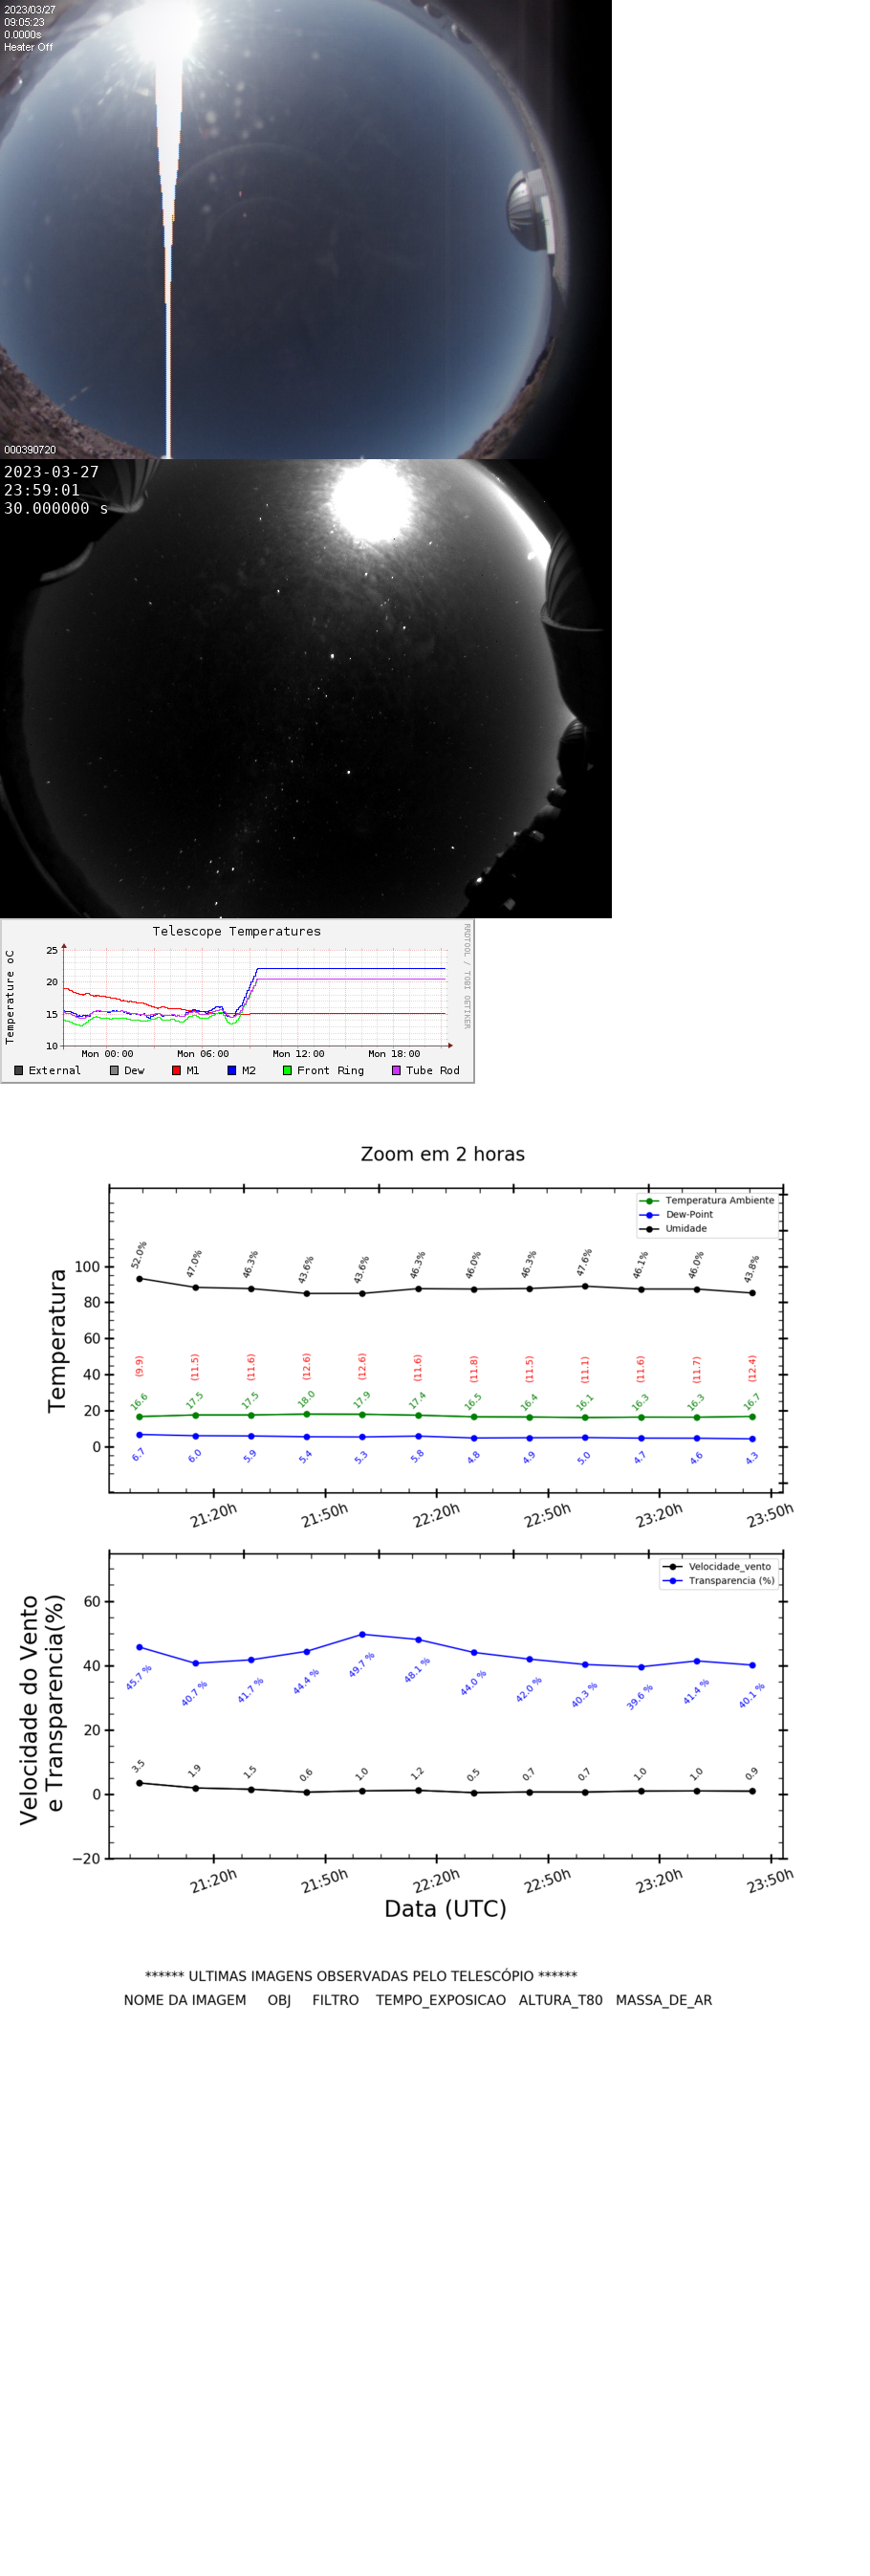 2023/03/27
09:05:23
0.0000s
Heater Off
000390720
2023-03-27
23:59:01
30.000000 s
Telescope Temperatures
RRDTOOL / TOBI OETIKER
Temperature oC
25
20
15
10
Mon 00:00 Mon 06:00 Mon 12:00 Mon 18:00
External Dew M1 M2 Front Ring Tube Rod
Zoom em 2 horas
Temperatura Ambiente
Dew-Point
Umidade
Temperatura
100
80
60
40
20
0
52.0% 47.0% 46.3% 43.6% 43.6% 46.3% 46.0% 46.3% 47.6% 46.1% 46.0% 43.8%
(9.9) (11.5) (11.6) (12.6) (12.6) (11.6) (11.8) (11.5) (11.1) (11.6) (11.7) (12.4)
16.6 17.5 17.5 18.0 17.9 17.4 16.5 16.4 16.1 16.3 16.3 16.7
6.7 6.0 5.9 5.4 5.3 5.8 4.8 4.9 5.0 4.7 4.6 4.3
21:20h 21:50h 22:20h 22:50h 23:20h 23:50h
Velocidade_vento
Transparencia (%)
Velocidade do Vento
e Transparencia(%)
60
40
20
0
−20
45.7 % 40.7 % 41.7 % 44.4 % 49.7 % 48.1 % 44.0 % 42.0 % 40.3 % 39.6 % 41.4 % 40.1 %
3.5 1.9 1.5 0.6 1.0 1.2 0.5 0.7 0.7 1.0 1.0 0.9
21:20h 21:50h 22:20h 22:50h 23:20h 23:50h
Data (UTC)
****** ULTIMAS IMAGENS OBSERVADAS PELO TELESCÓPIO ******
NOME DA IMAGEM OBJ FILTRO TEMPO_EXPOSICAO ALTURA_T80 MASSA_DE_AR